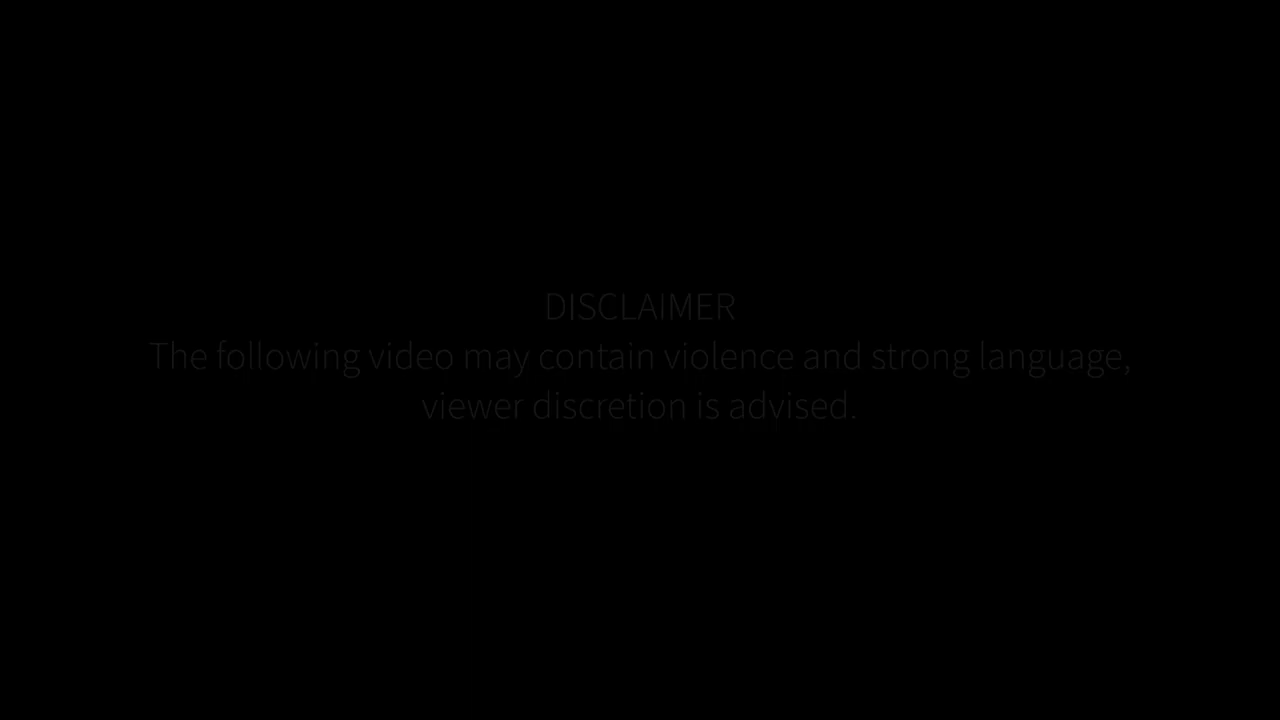 DISCLAIMER
The following video may contain violence and strong language,
viewer discretion is advised.